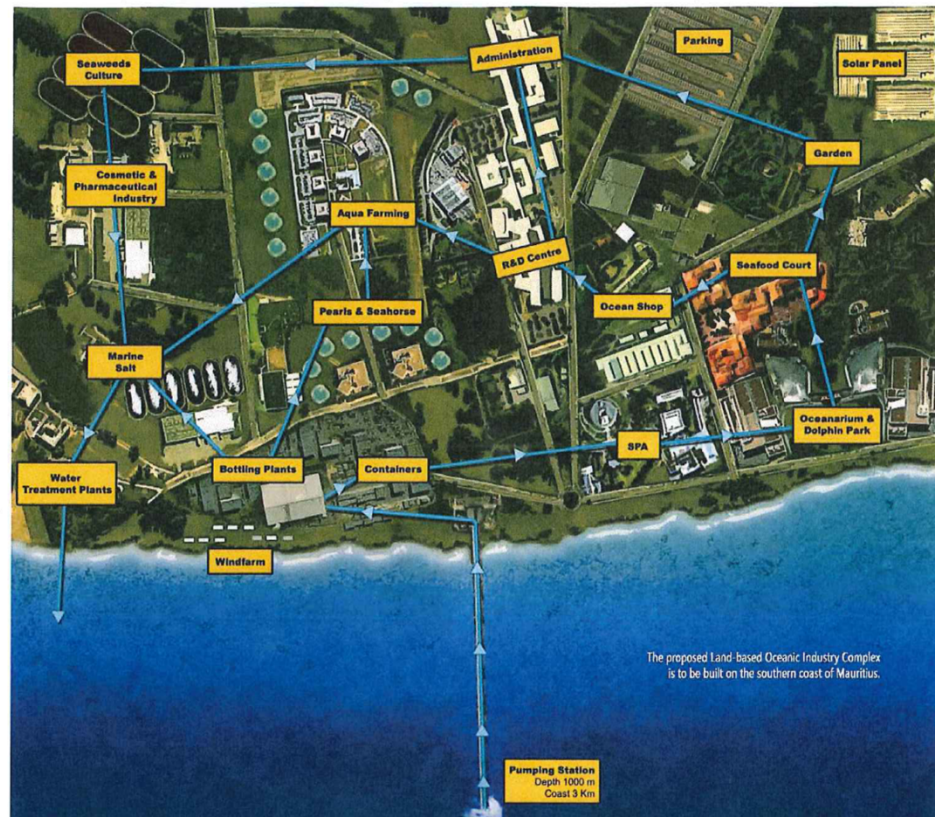 Parking
Administration
Seaweeds
Culture
Solar Panel
Garden
Cosmetic &
Pharmaceutical
Industry
Aqua Farming
R&D Centre
Seafood Court
Ocean Shop
Pearls & Seahorse
Marine
Salt
Oceanarium &
Dolphin Park
SPA
Water
Treatment Plants
Bottling Plants
Containers
Windfarm
The proposed Land-based Oceanic Industry Complex
is to be built on the southern coast of Mauritius.
Pumping Station
Depth 1000 m
Coast 3 Km